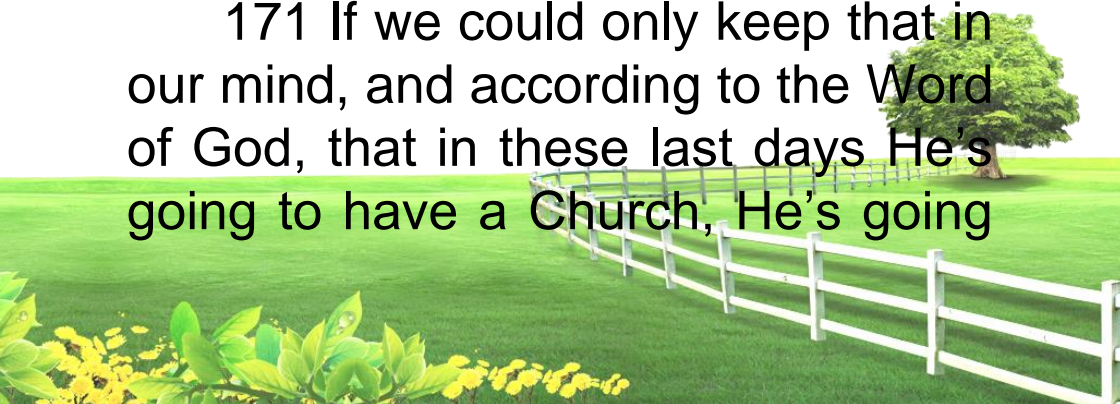 171 If we could only keep that in
our mind, and according to the Word
of God, that in these last days He’s
going to have a Church, He’s going